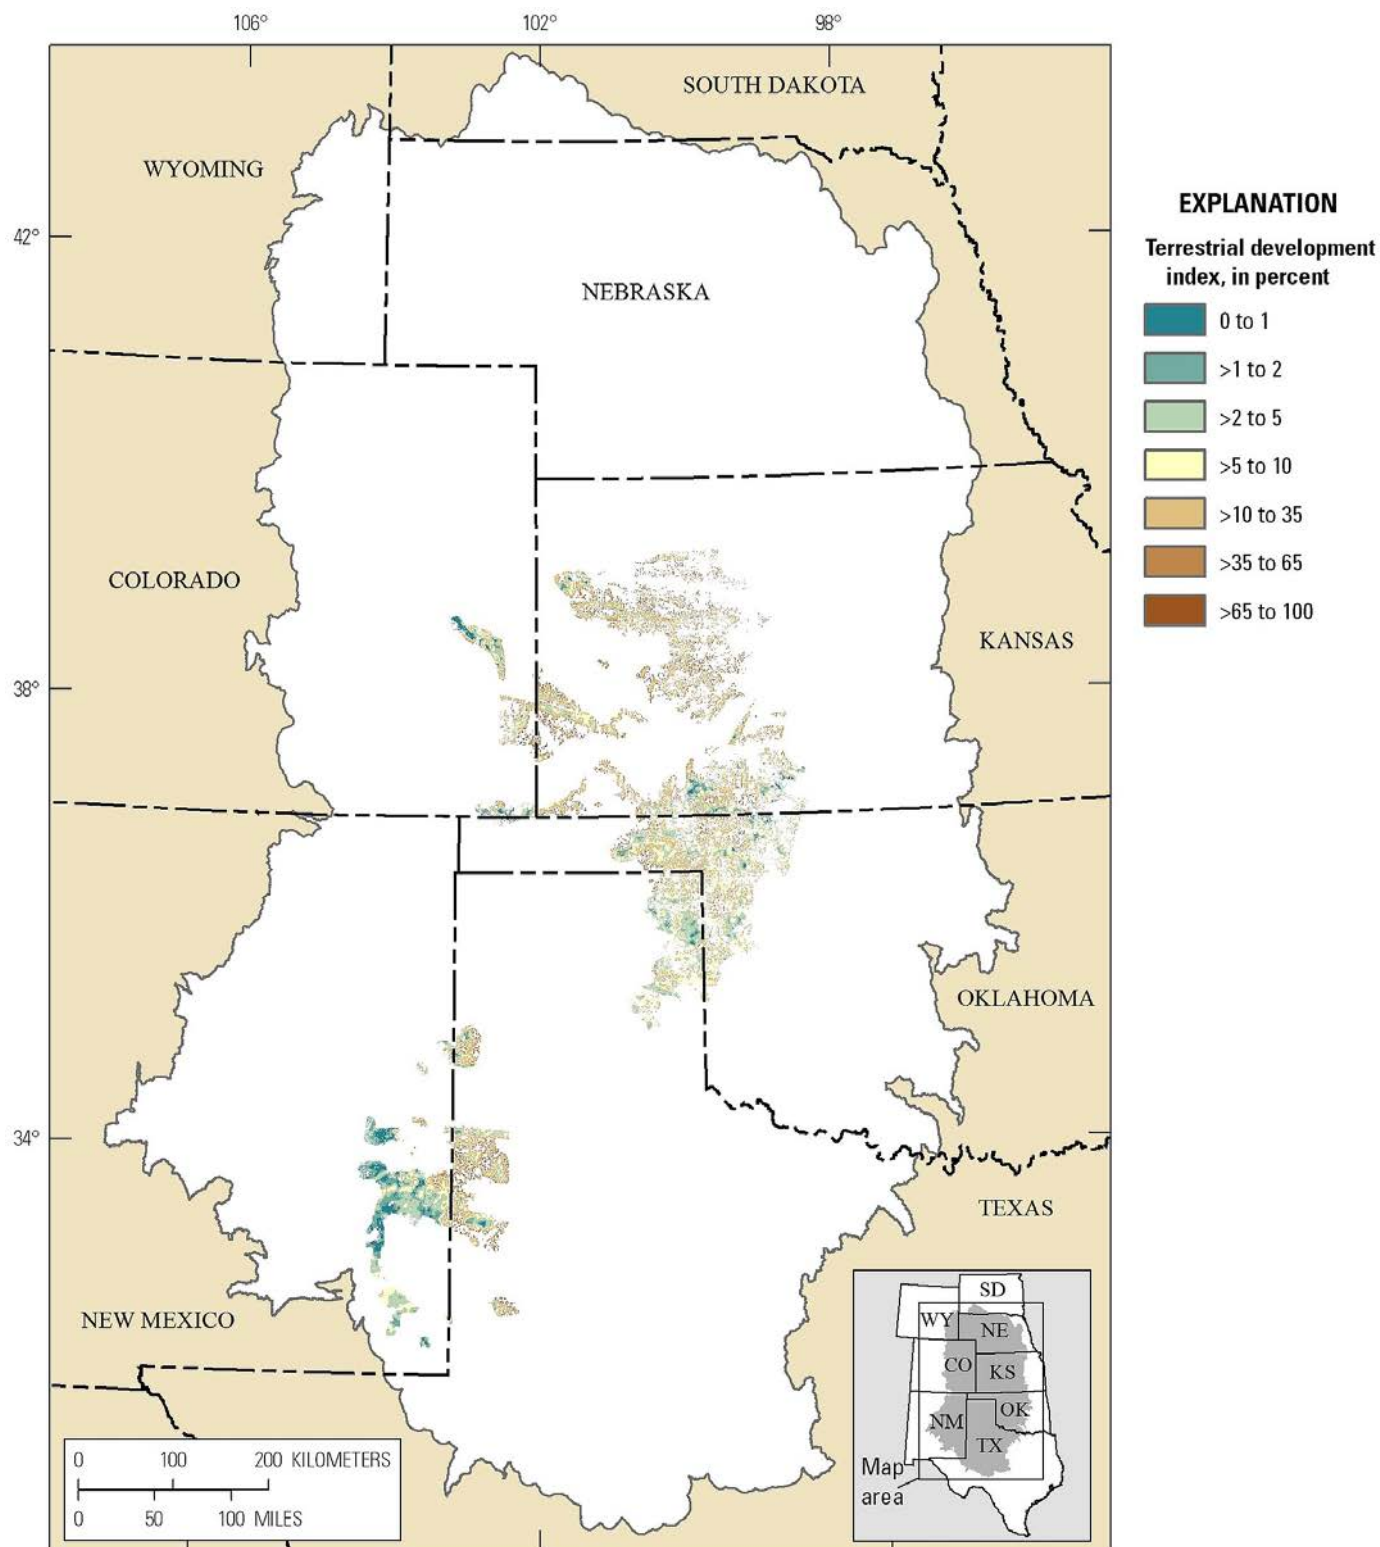 106°
102°
98°
SOUTH DAKOTA
WYOMING
42°
NEBRASKA
EXPLANATION
Terrestrial development
index, in percent
0 to 1
>1 to 2
>2 to 5
>5 to 10
>10 to 35
>35 to 65
>65 to 100
COLORADO
KANSAS
38°
OKLAHOMA
34°
TEXAS
NEW MEXICO
SD
WY
NE
CO
KS
NM
OK
TX
Map
area
0 100 200 KILOMETERS
0 50 100 MILES